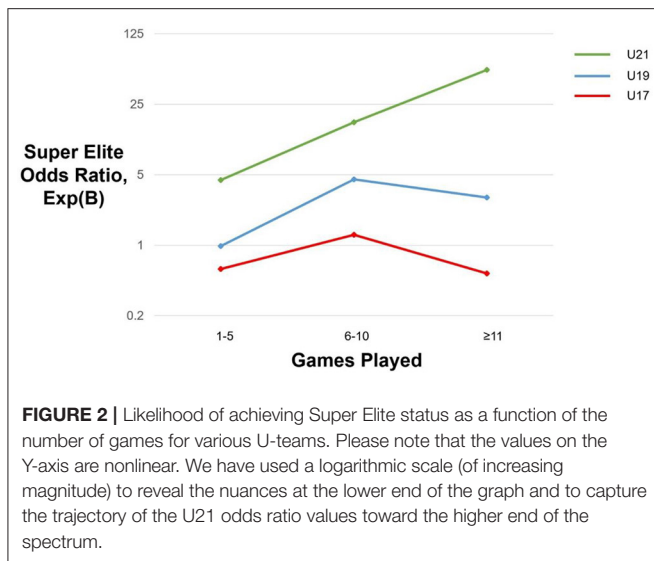 125
U21
U19
U17
25
Super Elite
Odds Ratio,
Exp(B)
5
1
0.2
1-5
6-10
≥11
Games Played
FIGURE 2 | Likelihood of achieving Super Elite status as a function of the
number of games for various U-teams. Please note that the values on the
Y-axis are nonlinear. We have used a logarithmic scale (of increasing
magnitude) to reveal the nuances at the lower end of the graph and to capture
the trajectory of the U21 odds ratio values toward the higher end of the
spectrum.